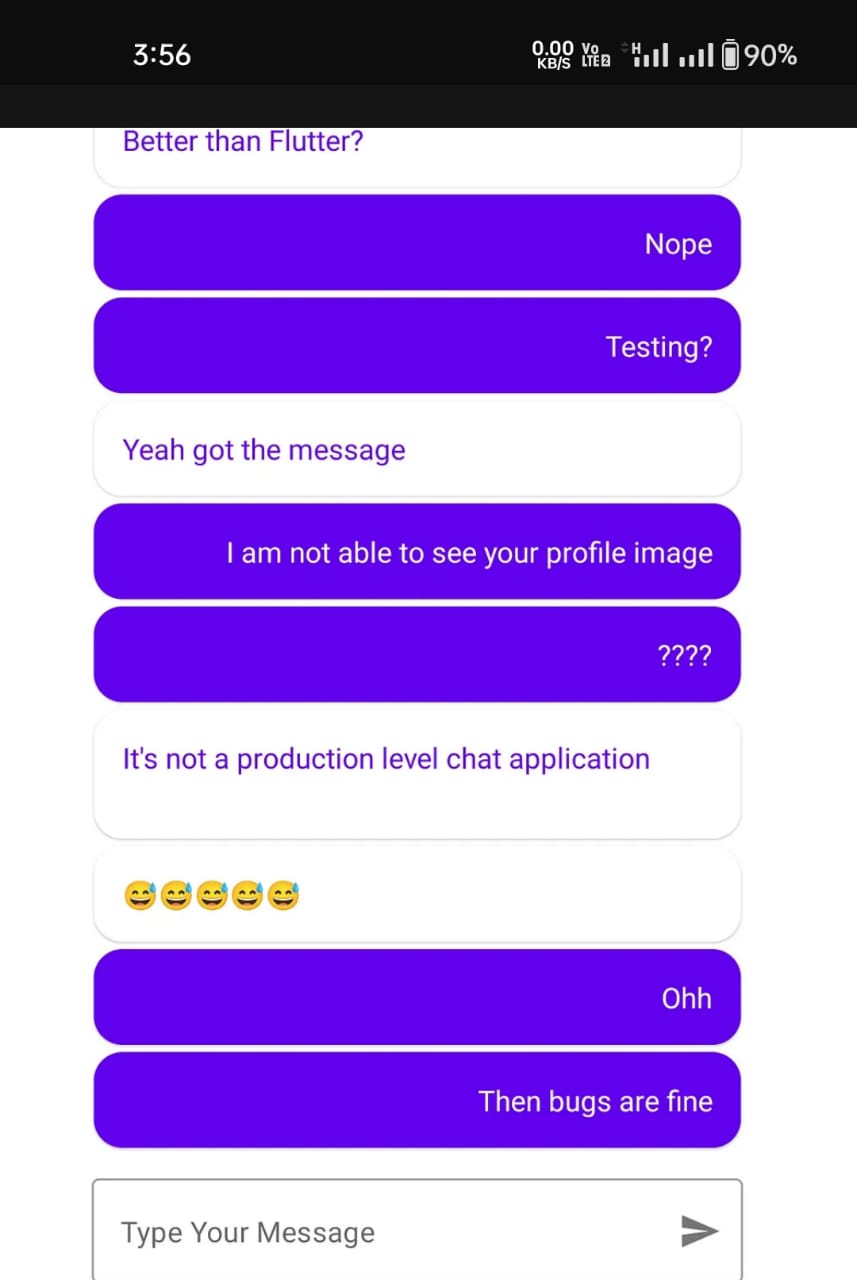 3:56
0.00
KB/S
Vo
LTE2
H
90%
Better than Flutter?
Nope
Testing?
Yeah got the message
I am not able to see your profile image
????
It's not a production level chat application
😅😅😅😅😅
Ohh
Then bugs are fine
Type Your Message